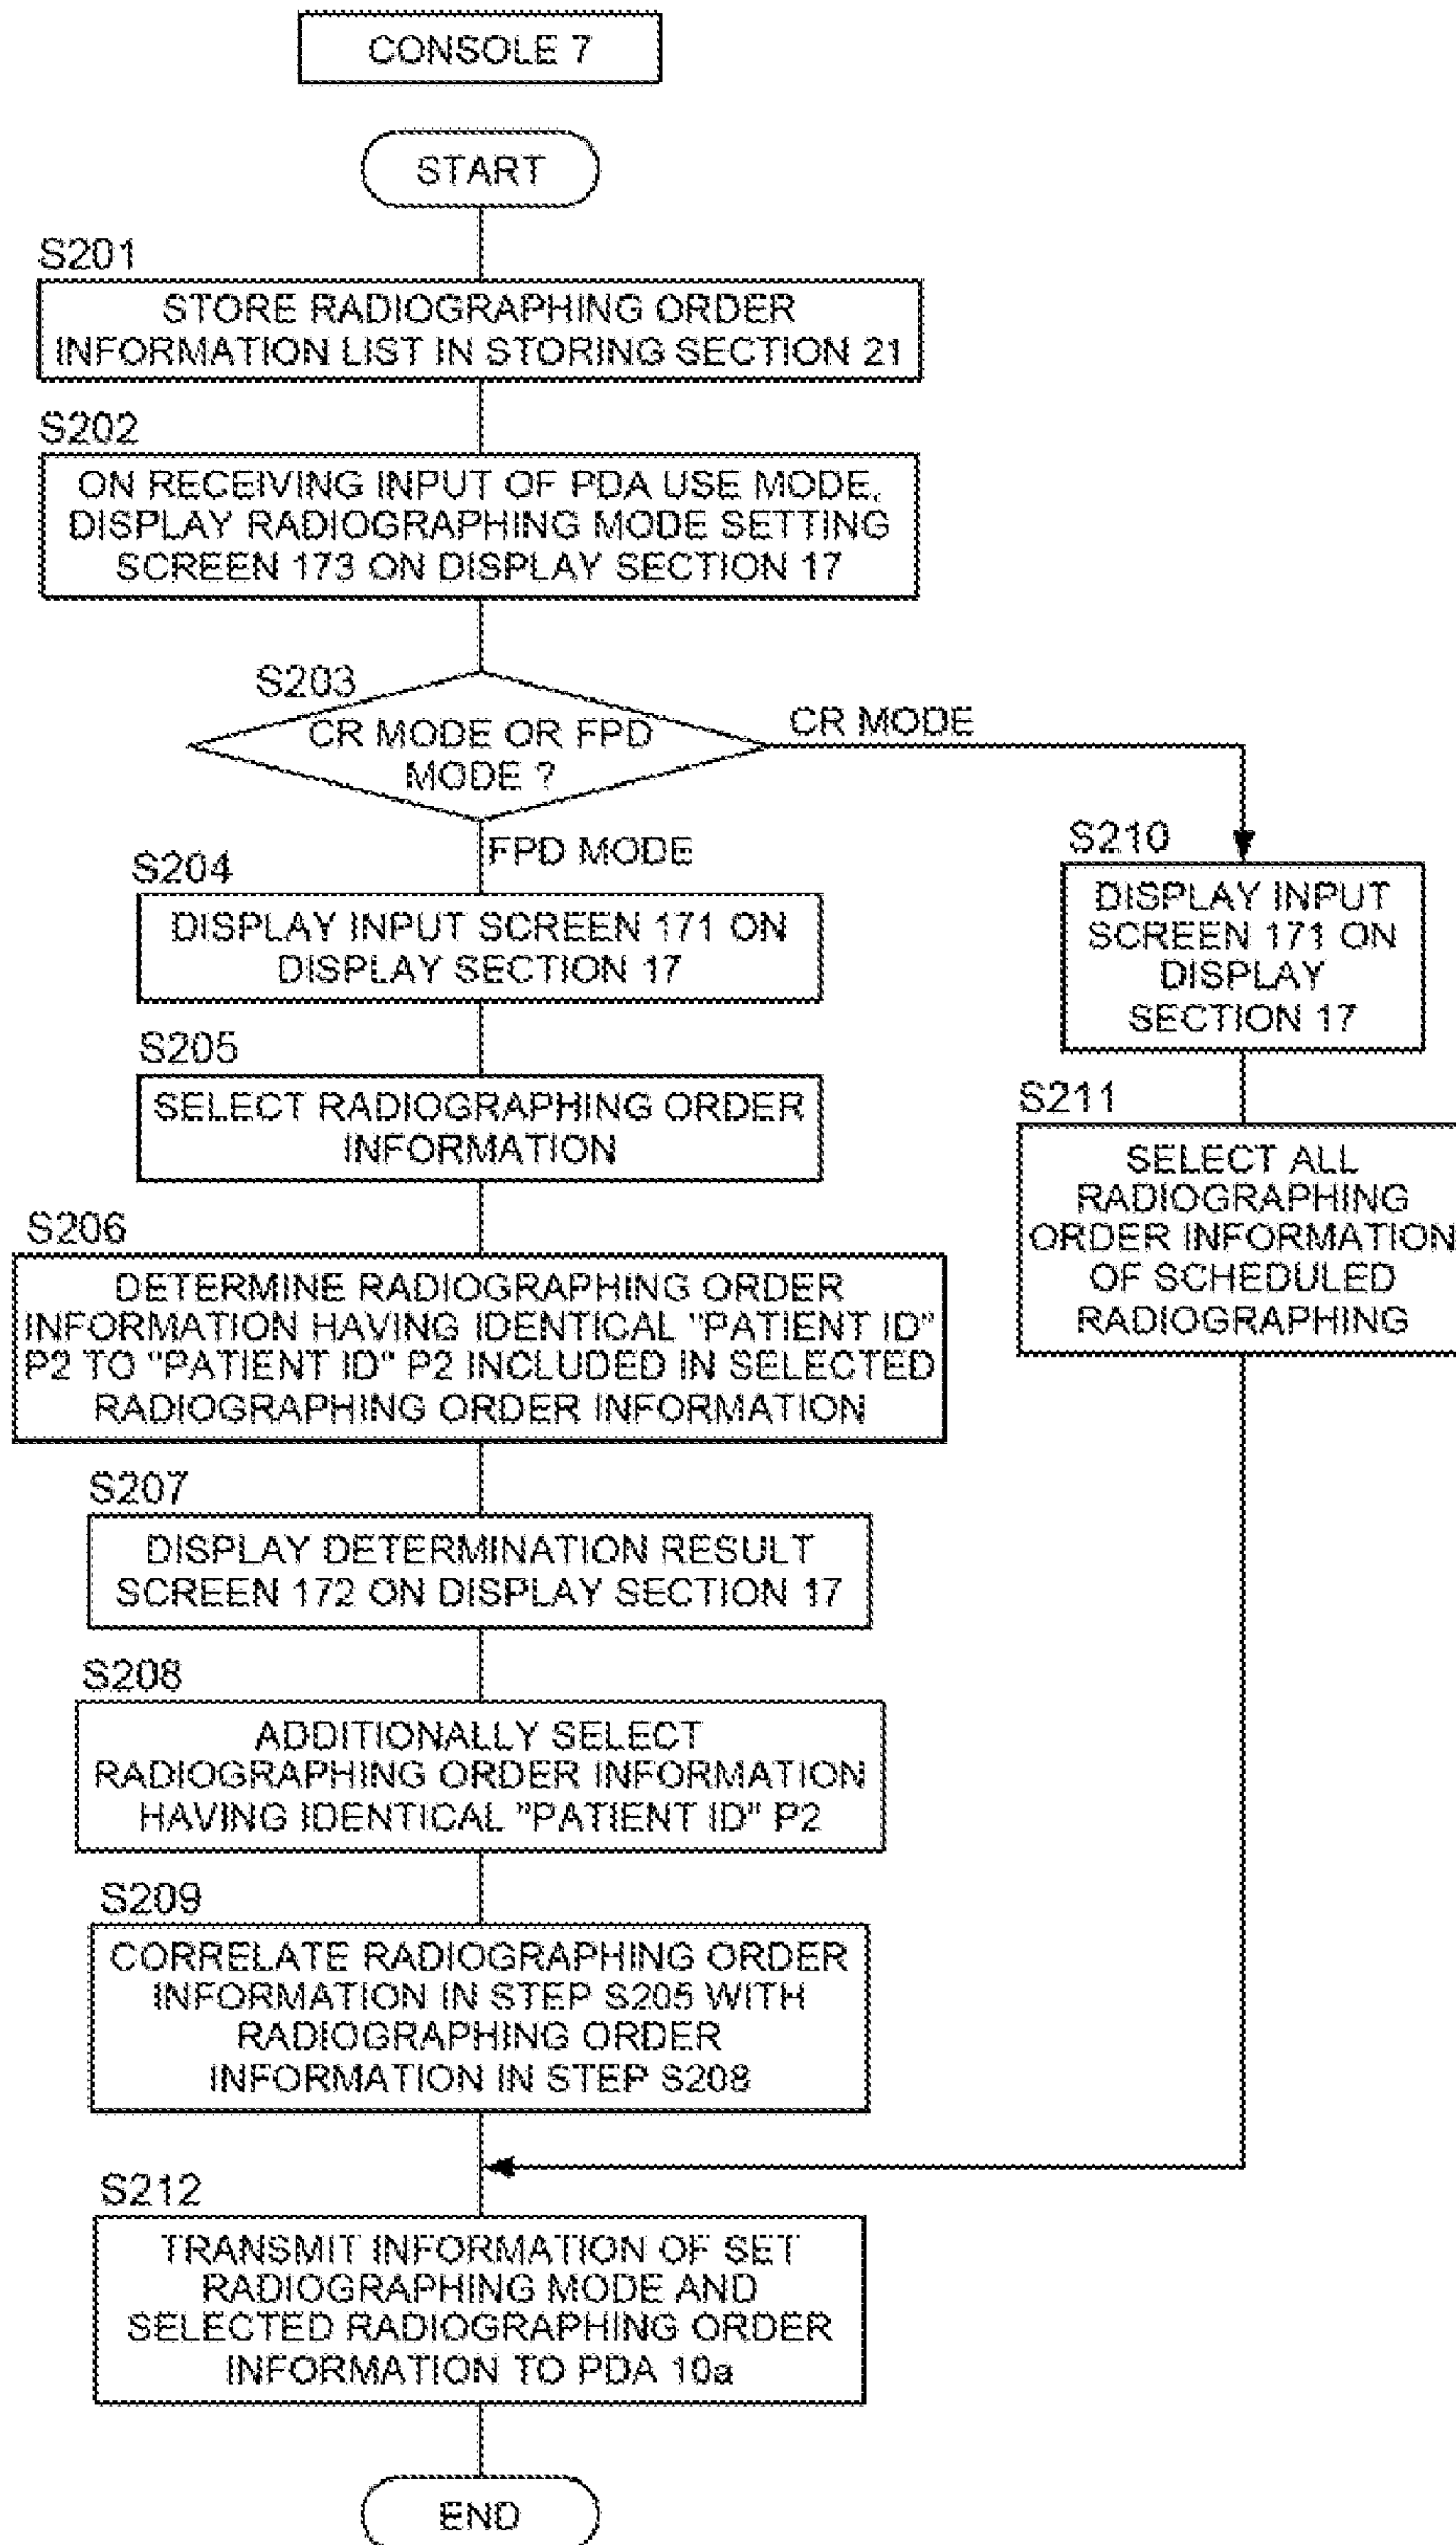 CONSOLE 7
START
S201
STORE RADIOGRAPHING ORDER
INFORMATION LIST IN STORING SECTION 21
S202
ON RECEIVING INPUT OF PDA USE MODE,
DISPLAY RADIOGRAPHING MODE SETTING
SCREEN 173 ON DISPLAY SECTION 17
S203
CR MODE OR FPD
MODE ?
CR MODE
FPD MODE
S204
DISPLAY INPUT SCREEN 171 ON
DISPLAY SECTION 17
S205
SELECT RADIOGRAPHING ORDER
INFORMATION
S206
DETERMINE RADIOGRAPHING ORDER
INFORMATION HAVING IDENTICAL "PATIENT ID"
P2 TO "PATIENT ID" P2 INCLUDED IN SELECTED
RADIOGRAPHING ORDER INFORMATION
S207
DISPLAY DETERMINATION RESULT
SCREEN 172 ON DISPLAY SECTION 17
S208
ADDITIONALLY SELECT
RADIOGRAPHING ORDER INFORMATION
HAVING IDENTICAL "PATIENT ID" P2
S209
CORRELATE RADIOGRAPHING ORDER
INFORMATION IN STEP S205 WITH
RADIOGRAPHING ORDER
INFORMATION IN STEP S208
S210
DISPLAY INPUT
SCREEN 171 ON
DISPLAY
SECTION 17
S211
SELECT ALL
RADIOGRAPHING
ORDER INFORMATION
OF SCHEDULED
RADIOGRAPHING
S212
TRANSMIT INFORMATION OF SET
RADIOGRAPHING MODE AND
SELECTED RADIOGRAPHING ORDER
INFORMATION TO PDA 10a
END